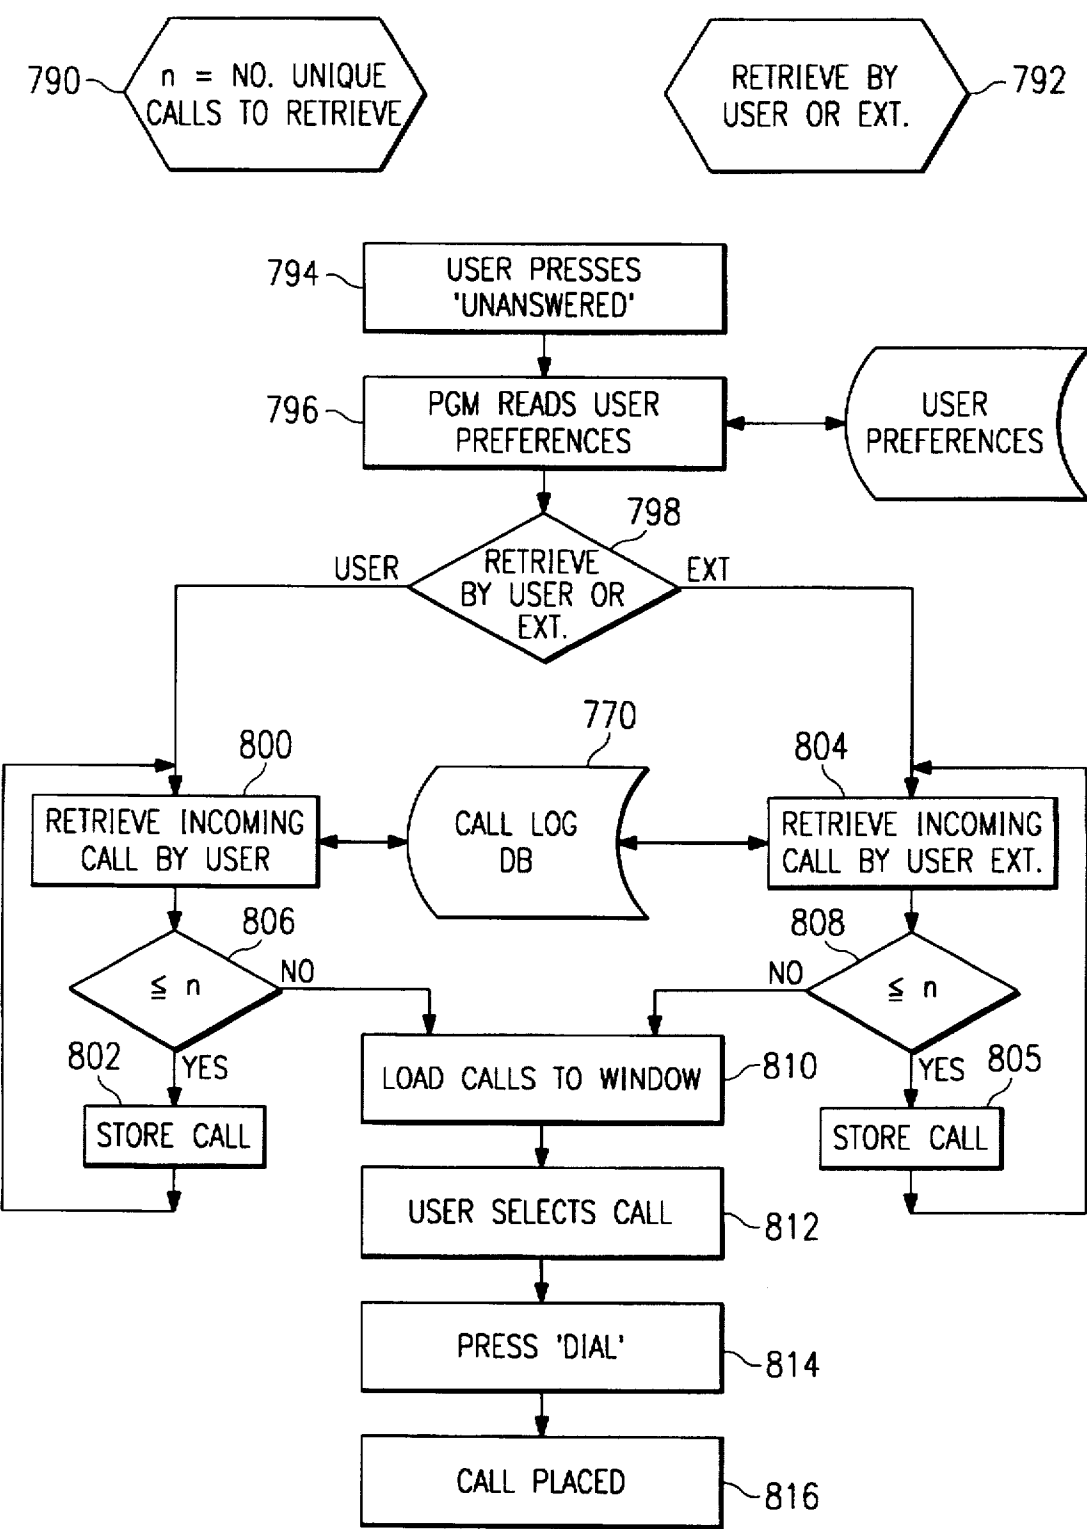 790
n = NO. UNIQUE
CALLS TO RETRIEVE
RETRIEVE BY
USER OR EXT.
792
794
USER PRESSES
'UNANSWERED'
796
PGM READS USER
PREFERENCES
USER
PREFERENCES
798
USER
RETRIEVE
BY USER OR
EXT.
EXT
770
800
804
RETRIEVE INCOMING
CALL BY USER
CALL LOG
DB
RETRIEVE INCOMING
CALL BY USER EXT.
806
808
≦ n
NO
NO
≦ n
802
YES
YES
805
STORE CALL
LOAD CALLS TO WINDOW
810
STORE CALL
USER SELECTS CALL
812
PRESS 'DIAL'
814
CALL PLACED
816